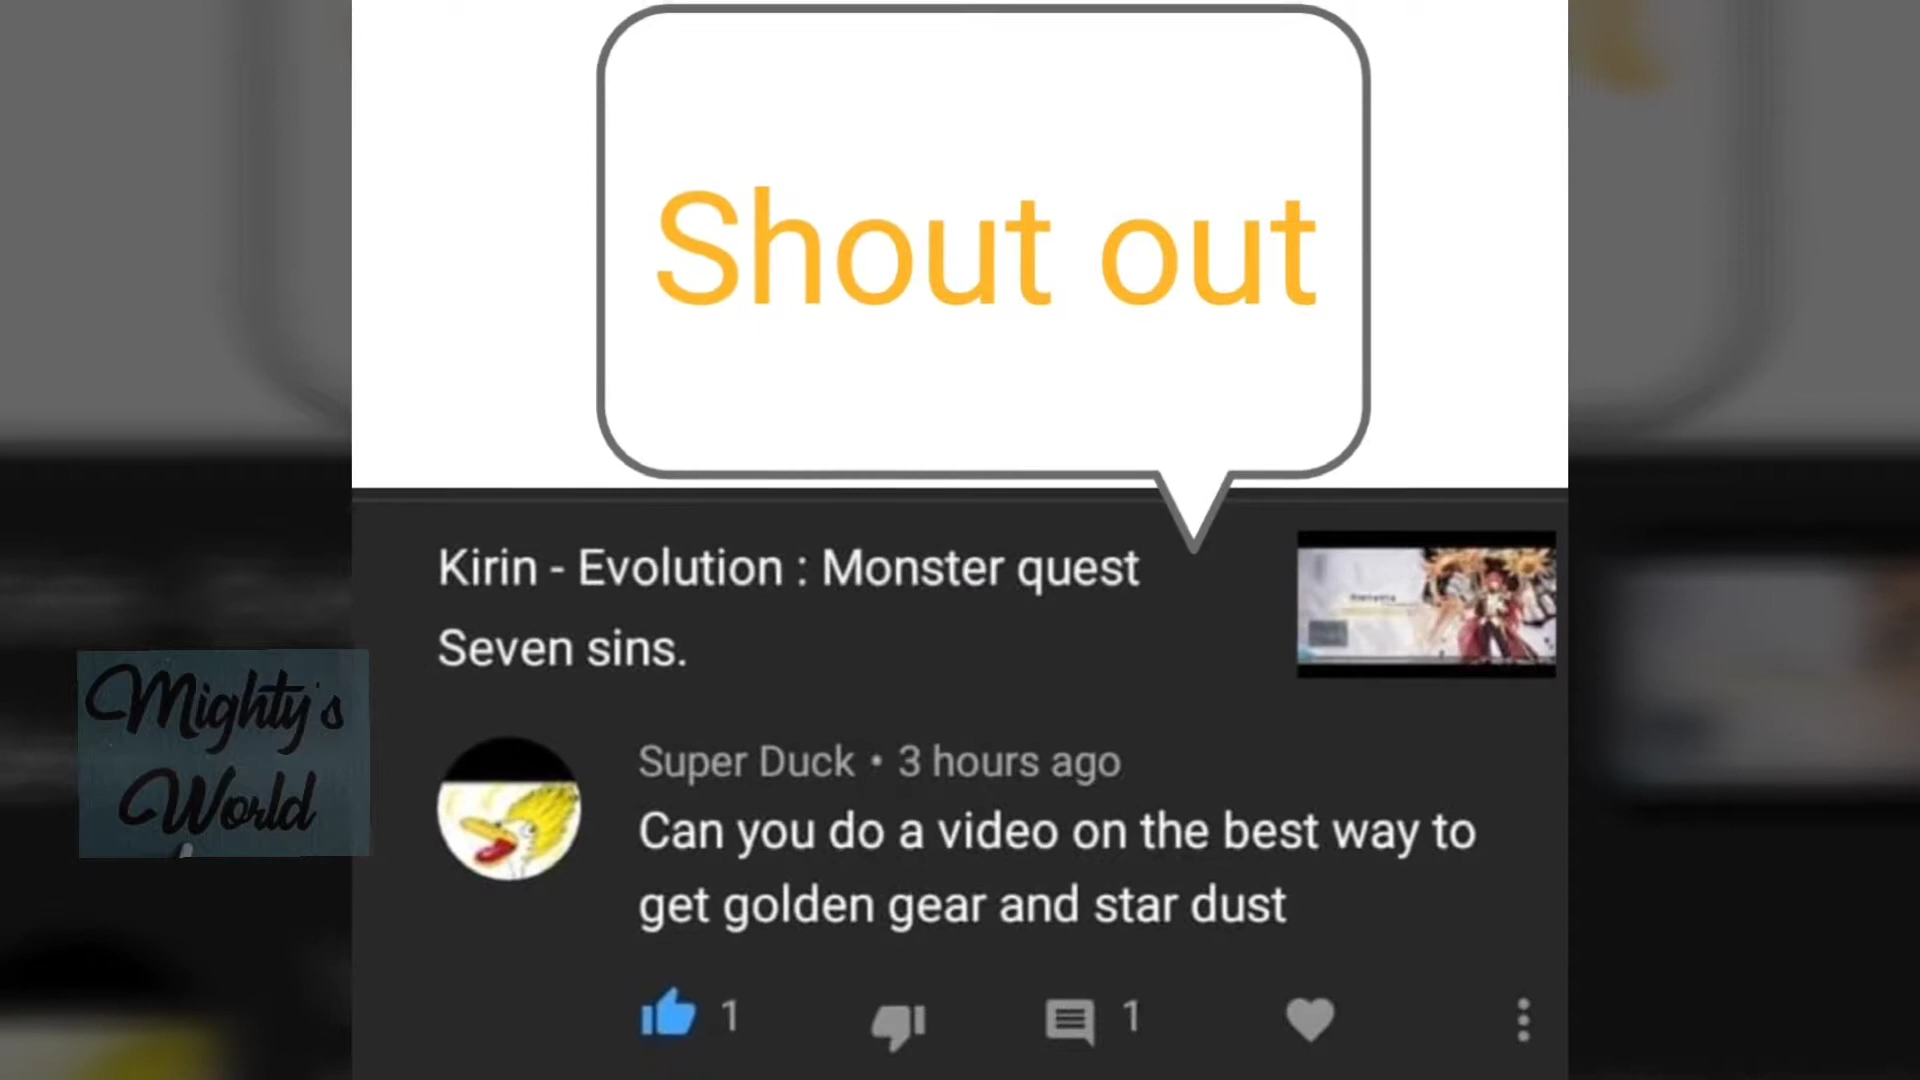 Shout out
Kirin - Evolution : Monster quest
Seven sins.
Mighty's
World
Super Duck • 3 hours ago
Can you do a video on the best way to
get golden gear and star dust
1
1